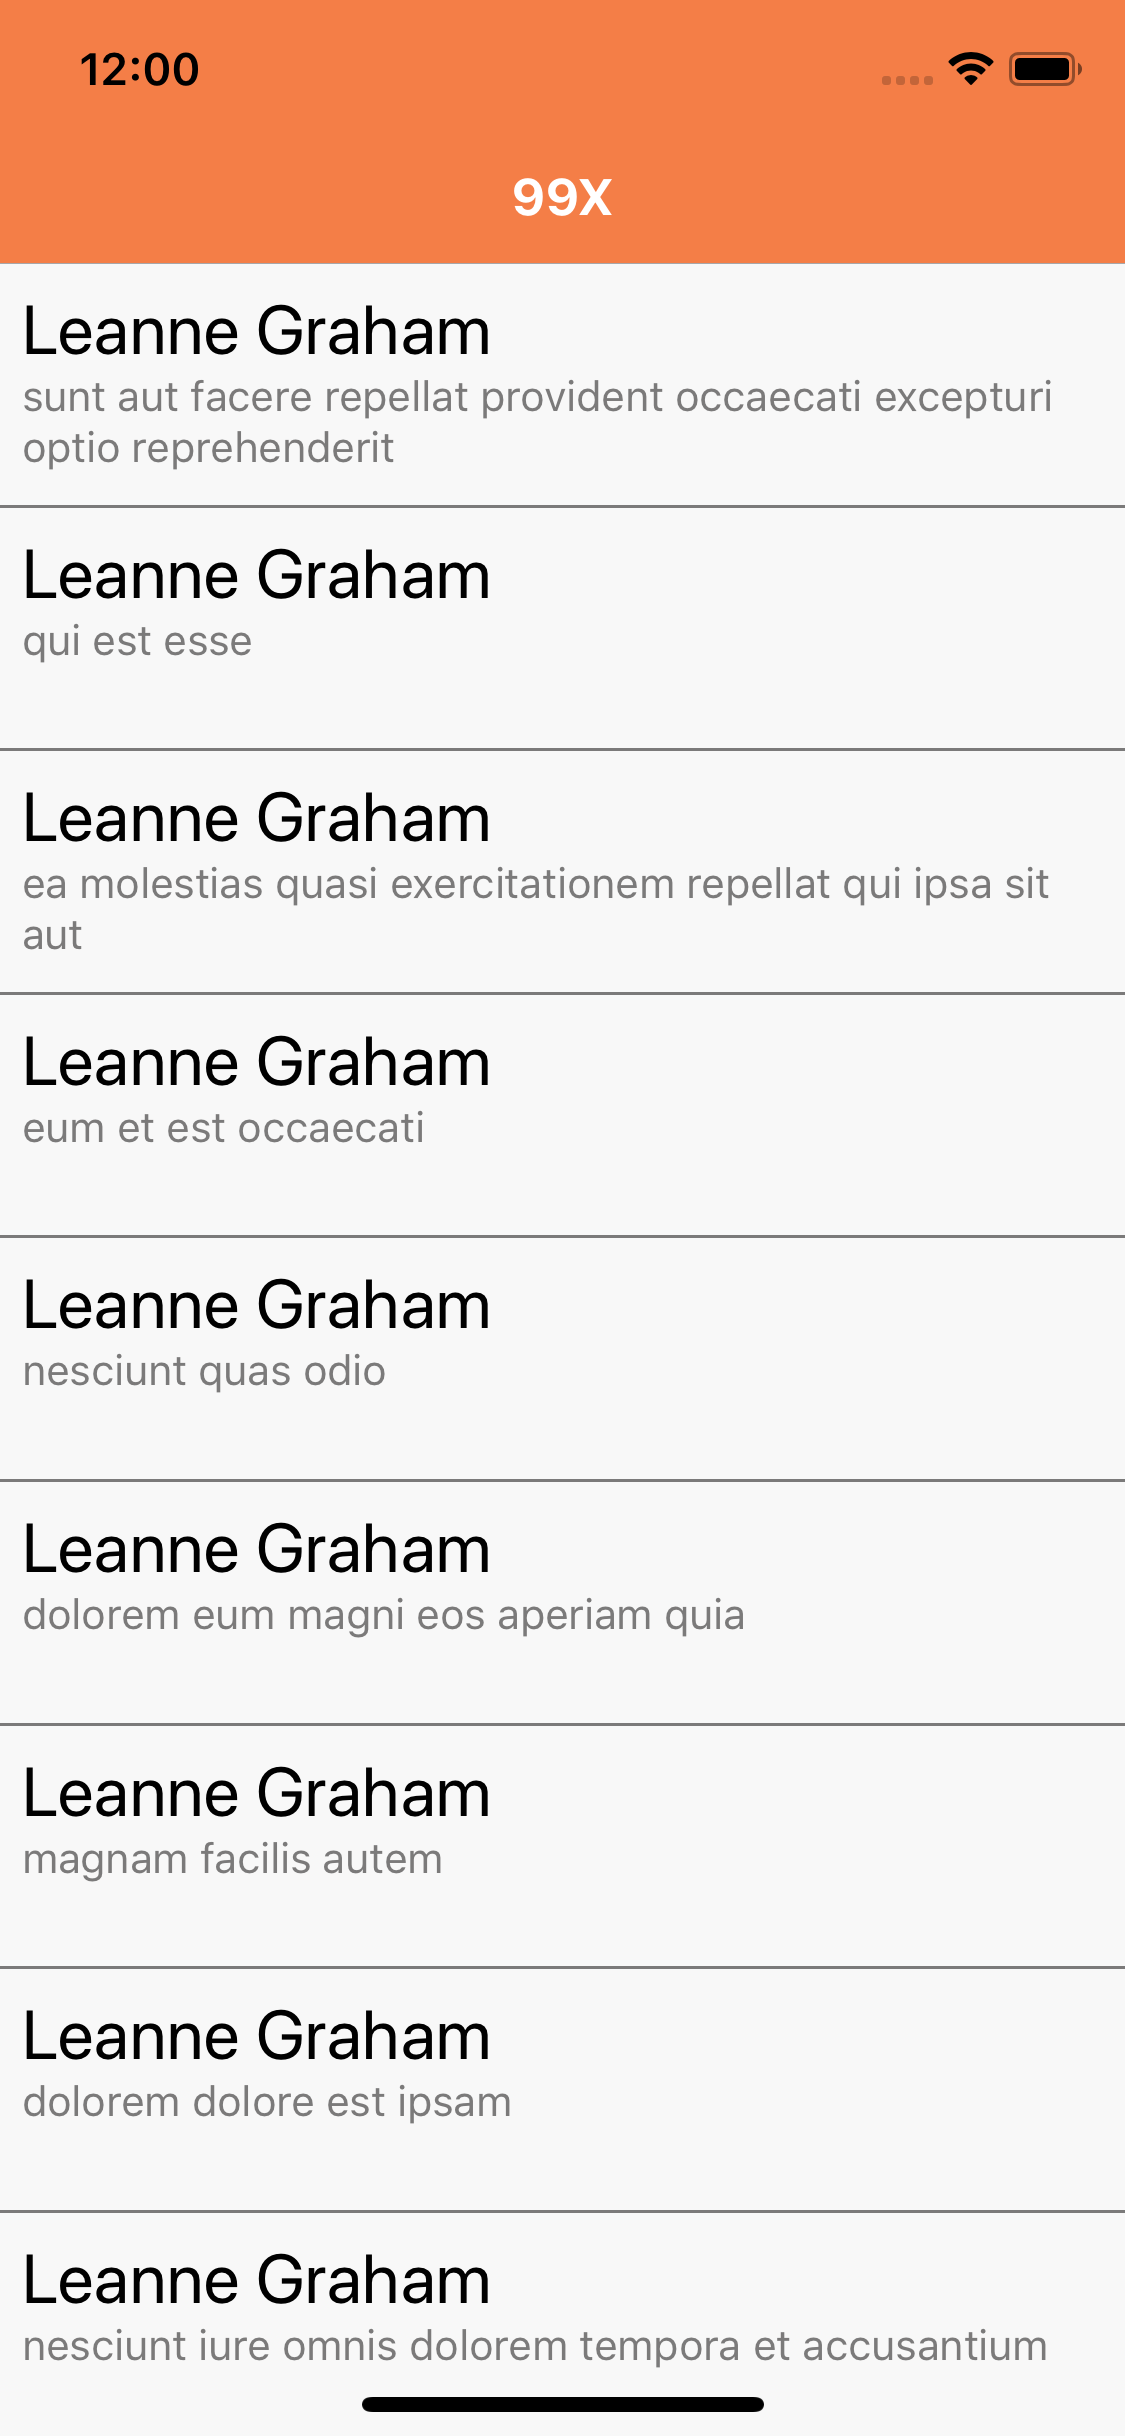 12:00
99X
Leanne Graham
sunt aut facere repellat provident occaecati excepturi
optio reprehenderit
Leanne Graham
qui est esse
Leanne Graham
ea molestias quasi exercitationem repellat qui ipsa sit
aut
Leanne Graham
eum et est occaecati
Leanne Graham
nesciunt quas odio
Leanne Graham
dolorem eum magni eos aperiam quia
Leanne Graham
magnam facilis autem
Leanne Graham
dolorem dolore est ipsam
Leanne Graham
nesciunt iure omnis dolorem tempora et accusantium